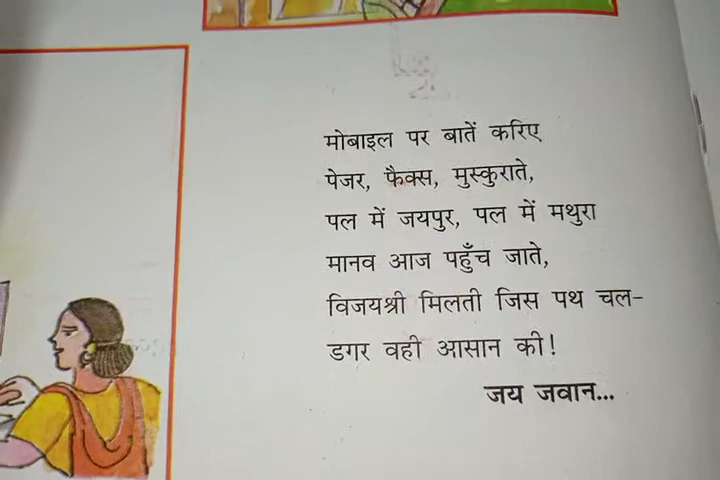 मोबाइल पर बातें करिए
पेजर, फैक्स, मुस्कुराते,
पल में जयपुर, पल में मथुरा
मानव आज पहुँच जाते,
विजयश्री मिलती जिस पथ चल-
डगर वही आसान की!
जय जवान...